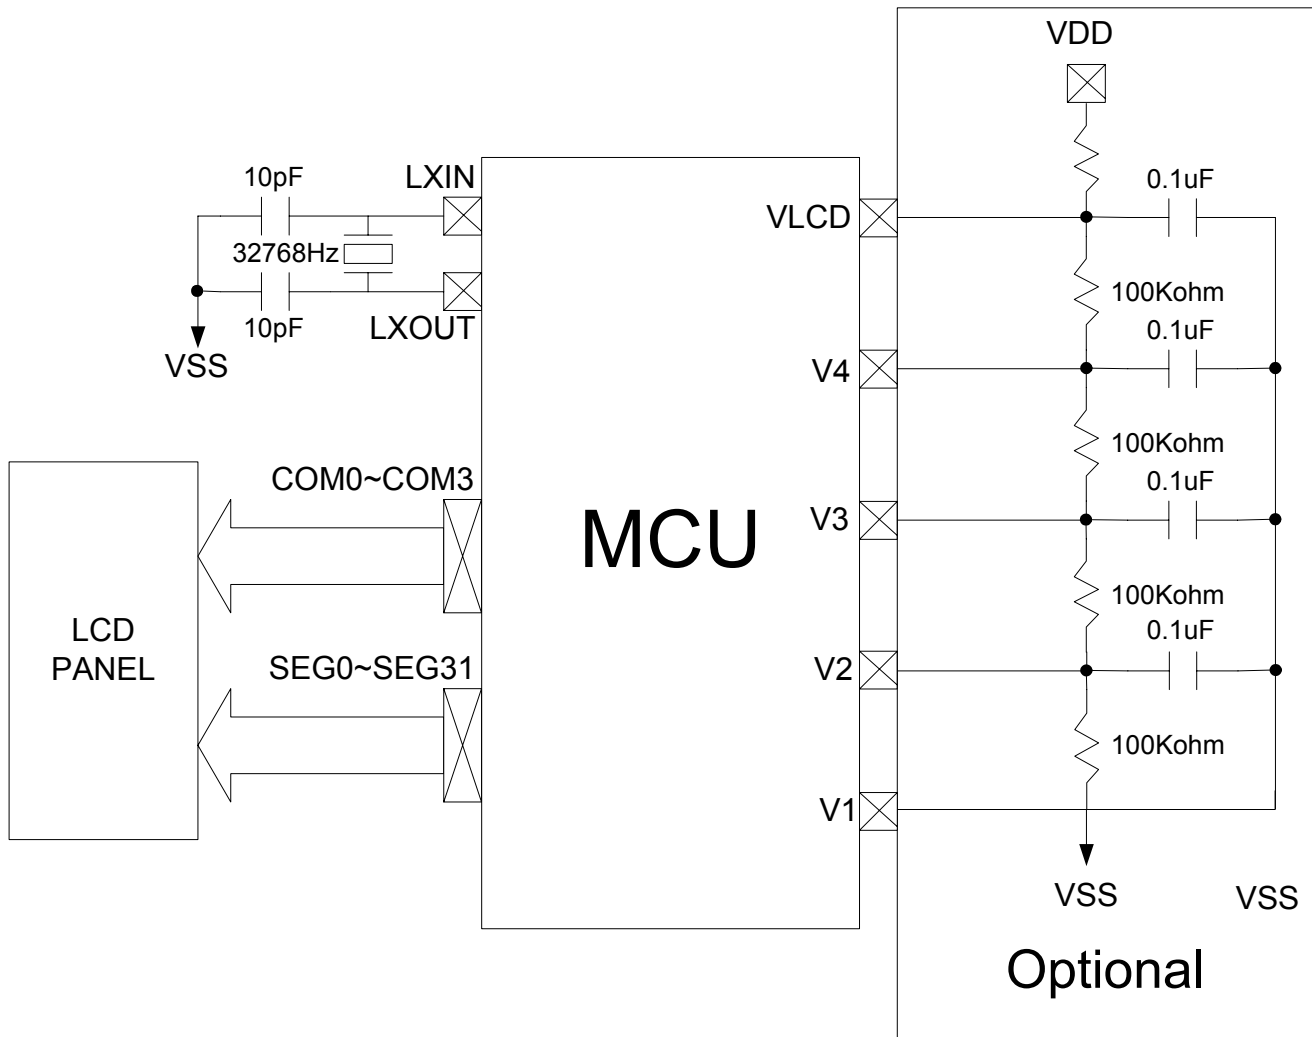 VDD
10pF
LXIN
0.1uF
VLCD
32768Hz
100Kohm
10pF
LXOUT
0.1uF
VSS
V4
100Kohm
COM0~COM3
0.1uF
V3
MCU
100Kohm
LCD
PANEL
0.1uF
SEG0~SEG31
V2
100Kohm
V1
VSS
VSS
Optional